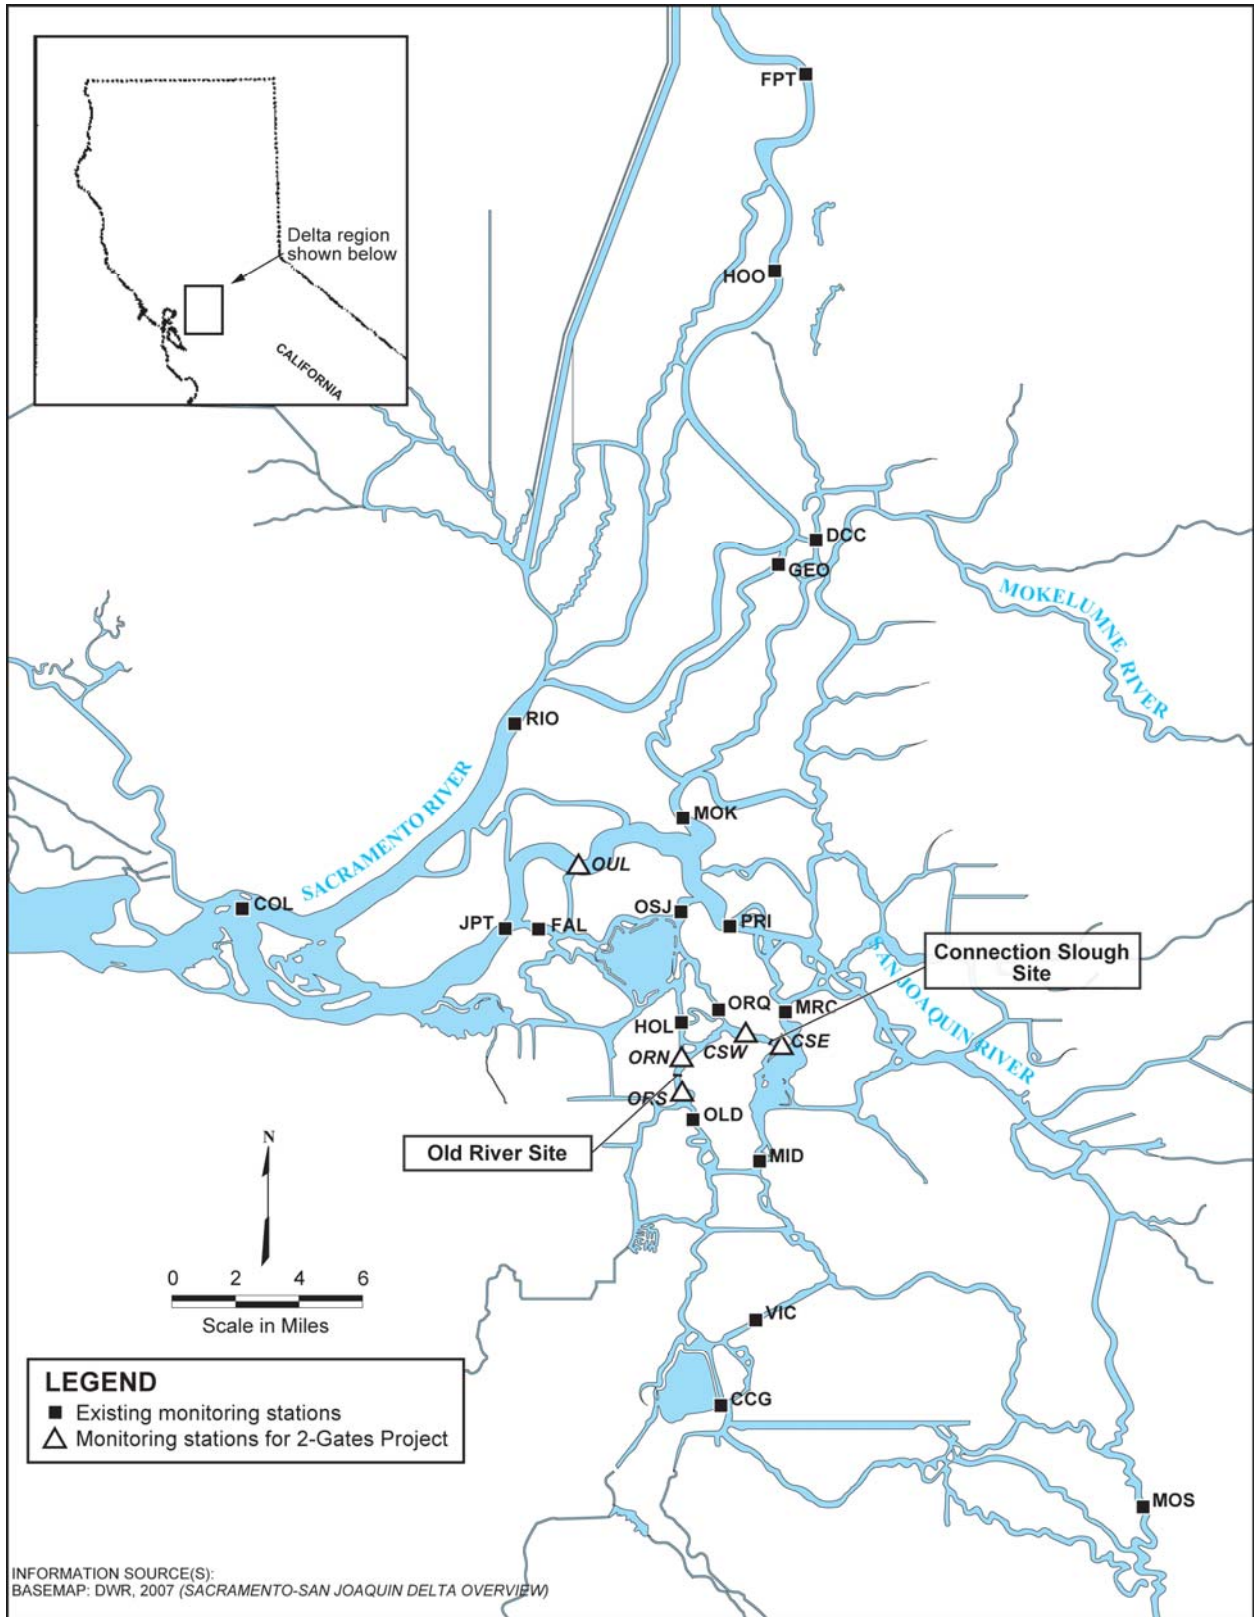 FPT
Delta region
shown below
HOO
CALIFORNIA
DCC
GEO
MOKELUMNE RIVER
RIO
SACRAMENTO RIVER
MOK
OUL
COL
OSJ
JPT
FAL
PRI
SAN JOAQUIN RIVER
Connection Slough
Site
ORQ
MRC
HOL
CSW
CSE
ORN
ORS
OLD
Old River Site
MID
N
0 2 4 6
Scale in Miles
VIC
LEGEND
Existing monitoring stations
Monitoring stations for 2-Gates Project
CCG
MOS
INFORMATION SOURCE(S):
BASEMAP: DWR, 2007 (SACRAMENTO-SAN JOAQUIN DELTA OVERVIEW)